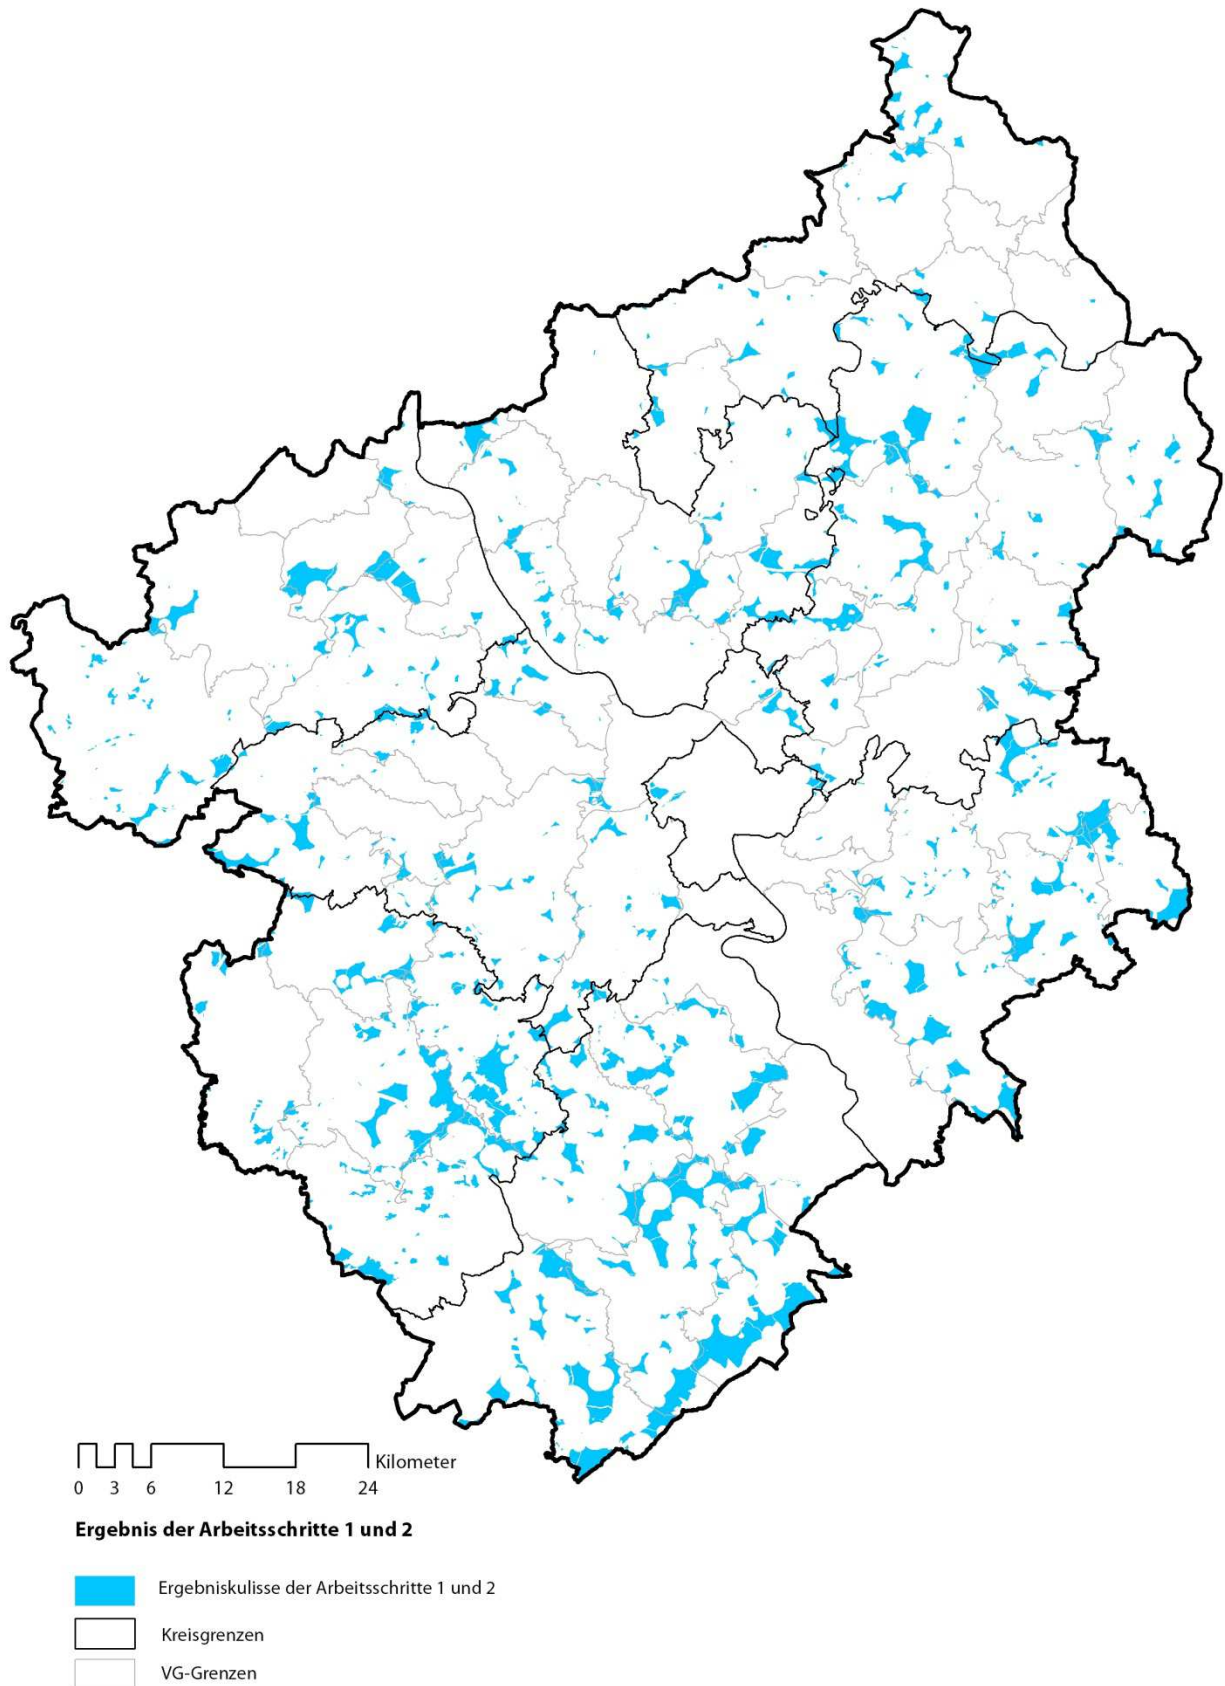 Kilometer
0 3 6 12 18 24
Ergebnis der Arbeitsschritte 1 und 2
Ergebniskulisse der Arbeitsschritte 1 und 2
Kreisgrenzen
VG-Grenzen